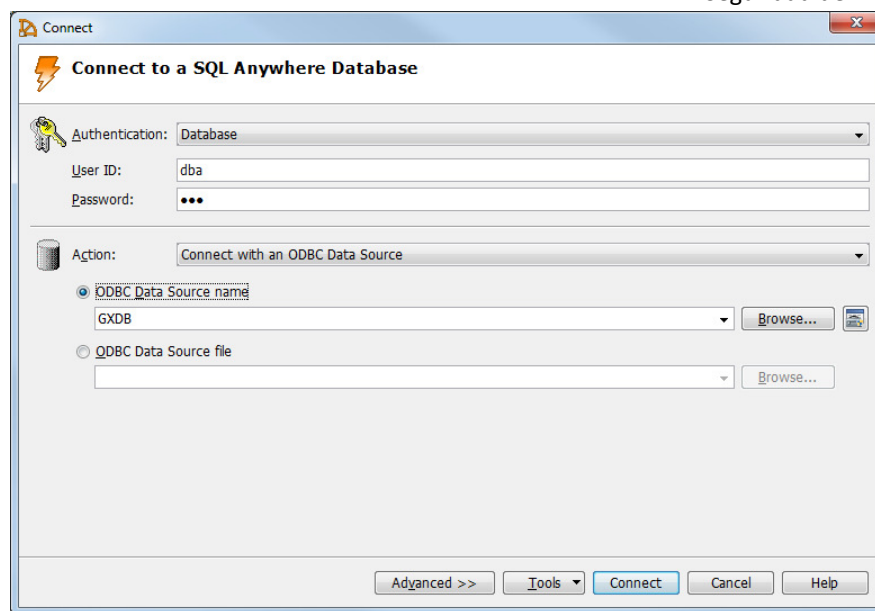 Connect
Connect to a SQL Anywhere Database
Authentication: Database
User ID: dba
Password: •••
Action: Connect with an ODBC Data Source
ODBC Data Source name
GXDB Browse...
ODBC Data Source file
Browse...
Advanced >> Tools Connect Cancel Help